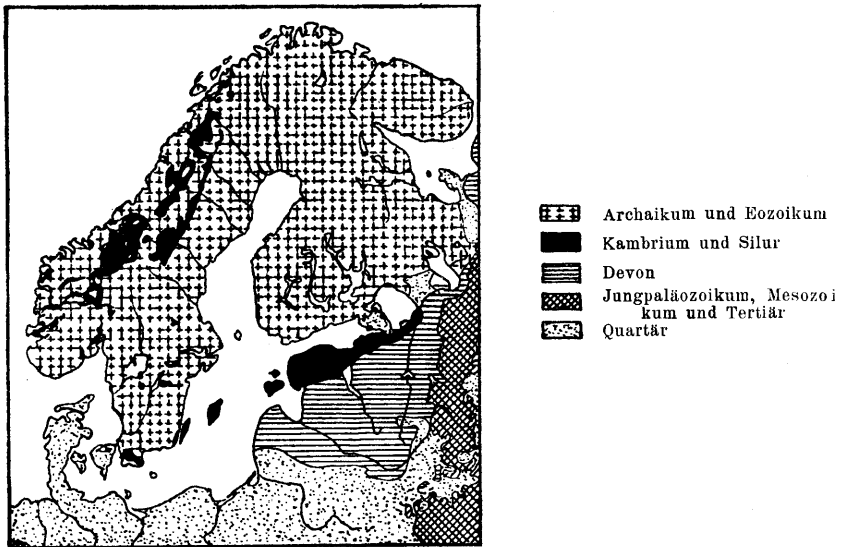 Archaikum und Eozoikum
Kambrium und Silur
Devon
Jungpaläozoikum, Mesozoi
kum und Tertiär
Quartär